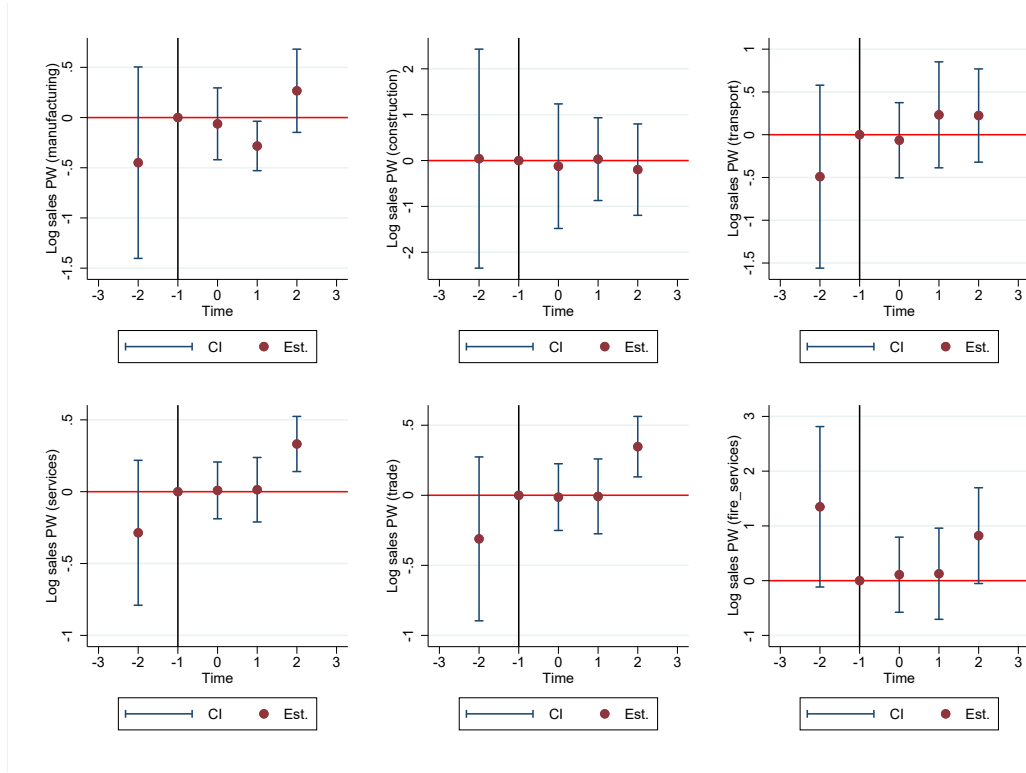 Log sales PW (manufacturing)
.5
0
-.5
-1
-1.5
-3 -2 -1 0 1 2 3
Time
CI Est.
Log sales PW (construction)
2
1
0
-1
-2
-3 -2 -1 0 1 2 3
Time
CI Est.
Log sales PW (transport)
1
.5
0
-.5
-1
-1.5
-3 -2 -1 0 1 2 3
Time
CI Est.
Log sales PW (services)
.5
0
-.5
-1
-3 -2 -1 0 1 2 3
Time
CI Est.
Log sales PW (trade)
.5
0
-.5
-1
-3 -2 -1 0 1 2 3
Time
CI Est.
Log sales PW (fire_services)
3
2
1
0
-1
-3 -2 -1 0 1 2 3
Time
CI Est.